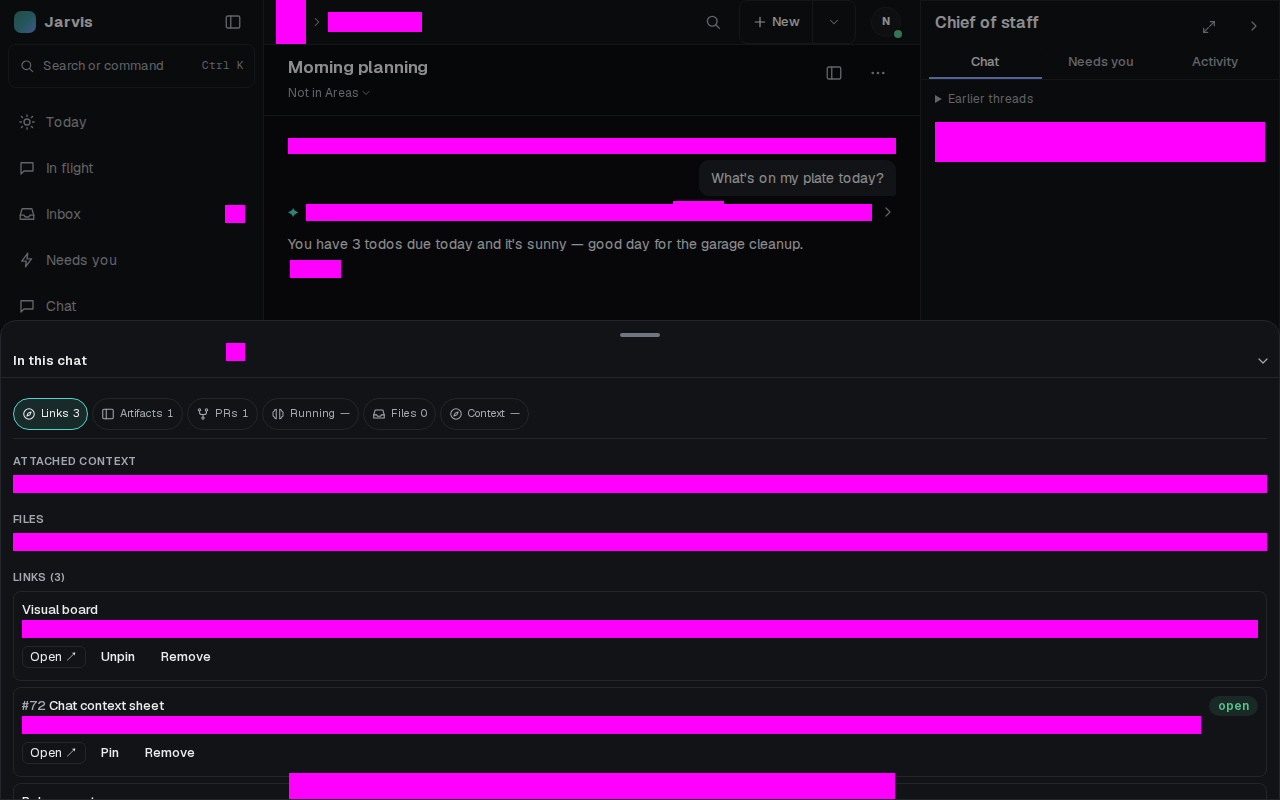 Jarvis
Search or command Ctrl K
Today
In flight
Inbox
Needs you
Chat
New
N
Morning planning
Not in Areas
What's on my plate today?
You have 3 todos due today and it's sunny — good day for the garage cleanup.
Chief of staff
Chat Needs you Activity
Earlier threads
In this chat
Links 3 Artifacts 1 PRs 1 Running — Files 0 Context —
ATTACHED CONTEXT
FILES
LINKS (3)
Visual board
Open ↗ Unpin Remove
#72 Chat context sheet open
Open ↗ Pin Remove